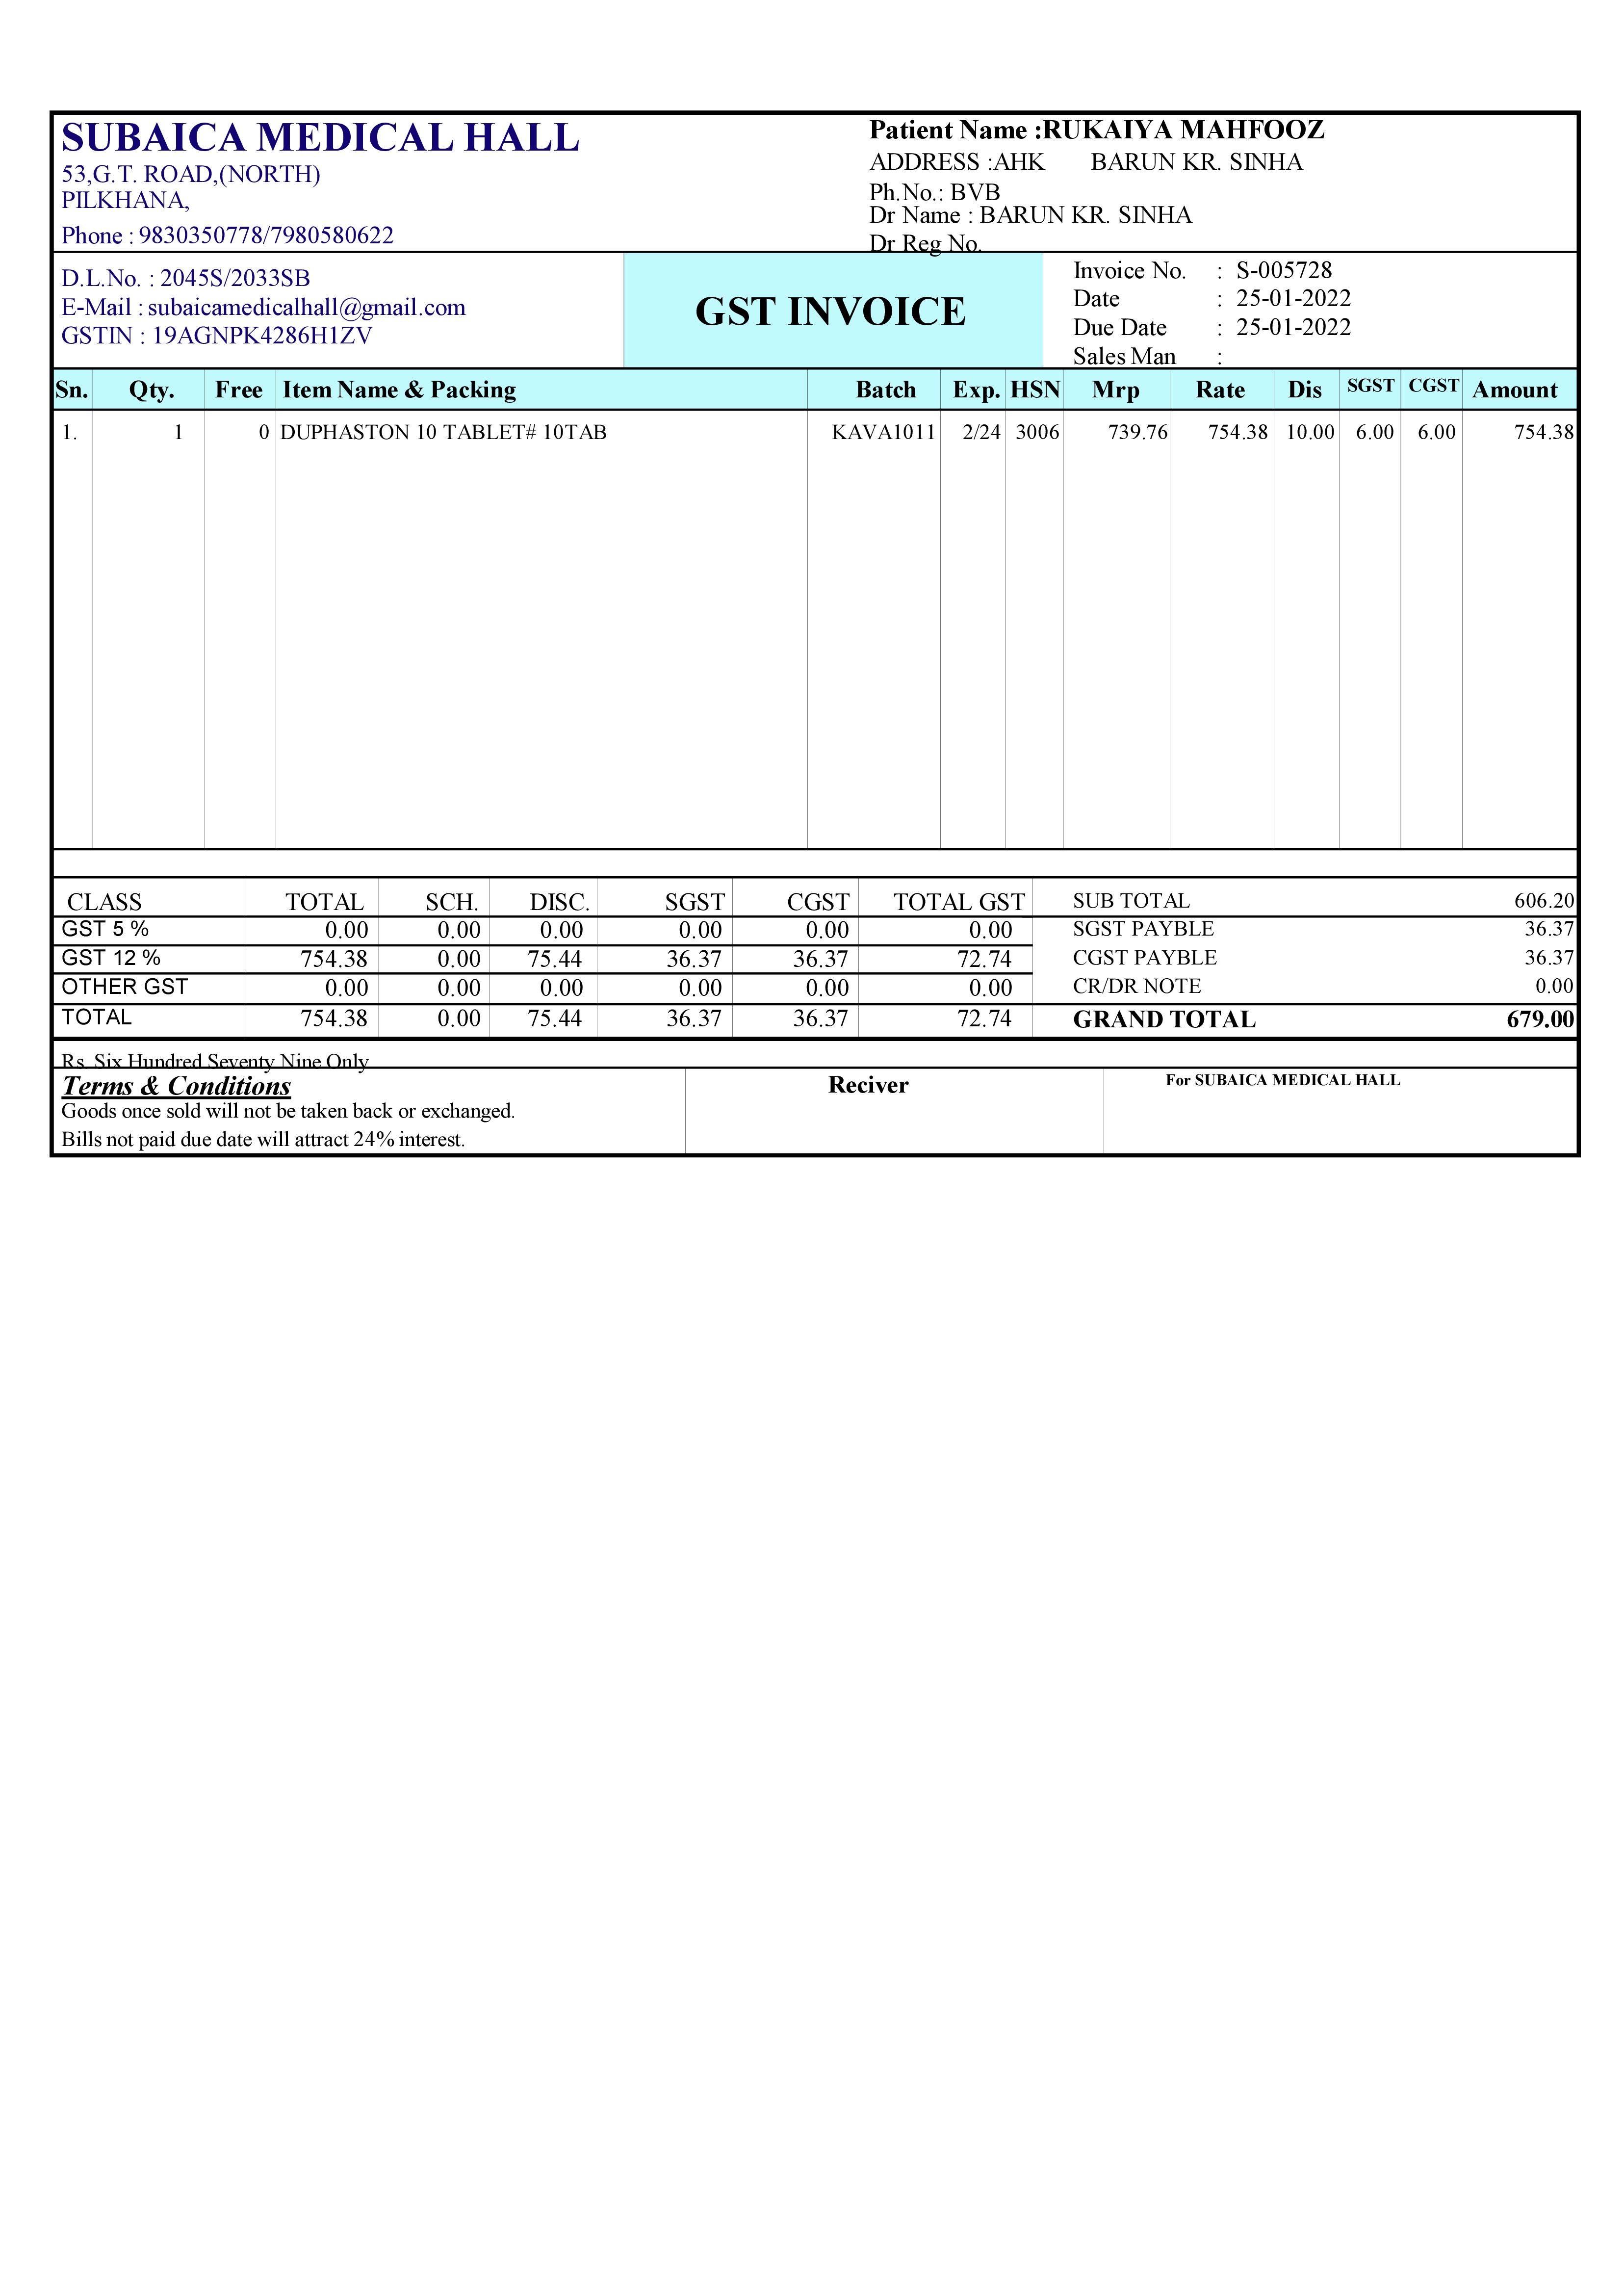 SUBAICA MEDICAL HALL
53,G.T. ROAD,(NORTH)
PILKHANA,
Phone : 9830350778/7980580622
Patient Name :RUKAIYA MAHFOOZ
ADDRESS :AHK BARUN KR. SINHA
Ph.No.: BVB
Dr Name : BARUN KR. SINHA
Dr Reg No.
D.L.No. : 2045S/2033SB
E-Mail : subaicamedicalhall@gmail.com
GSTIN : 19AGNPK4286H1ZV
GST INVOICE
Invoice No. : S-005728
Date : 25-01-2022
Due Date : 25-01-2022
Sales Man :
Sn. Qty. Free Item Name & Packing Batch Exp. HSN Mrp Rate Dis SGST CGST Amount
1. 1 0 DUPHASTON 10 TABLET# 10TAB KAVA1011 2/24 3006 739.76 754.38 10.00 6.00 6.00 754.38
CLASS TOTAL SCH. DISC. SGST CGST TOTAL GST SUB TOTAL 606.20
GST 5 % 0.00 0.00 0.00 0.00 0.00 0.00 SGST PAYBLE 36.37
GST 12 % 754.38 0.00 75.44 36.37 36.37 72.74 CGST PAYBLE 36.37
OTHER GST 0.00 0.00 0.00 0.00 0.00 0.00 CR/DR NOTE 0.00
TOTAL 754.38 0.00 75.44 36.37 36.37 72.74 GRAND TOTAL 679.00
Rs. Six Hundred Seventy Nine Only
Terms & Conditions
Goods once sold will not be taken back or exchanged.
Bills not paid due date will attract 24% interest.
Reciver
For SUBAICA MEDICAL HALL